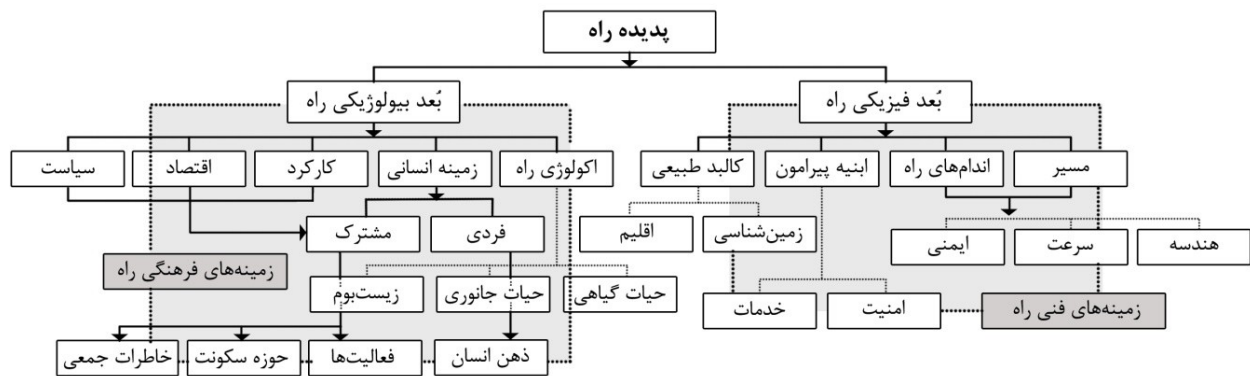 پدیده راه
بُعد فیزیکی راه
بُعد بیولوژیکی راه
مسیر
اندام‌های راه
ابنیه پیرامون
کالبد طبیعی
اکولوژی راه
زمینه انسانی
کارکرد
اقتصاد
سیاست
هندسه
سرعت
ایمنی
زمین‌شناسی
اقلیم
فردی
مشترک
زمینه‌های فرهنگی راه
حیات گیاهی
حیات جانوری
زیست‌بوم
زمینه‌های فنی راه
امنیت
خدمات
ذهن انسان
فعالیت‌ها
حوزه سکونت
خاطرات جمعی